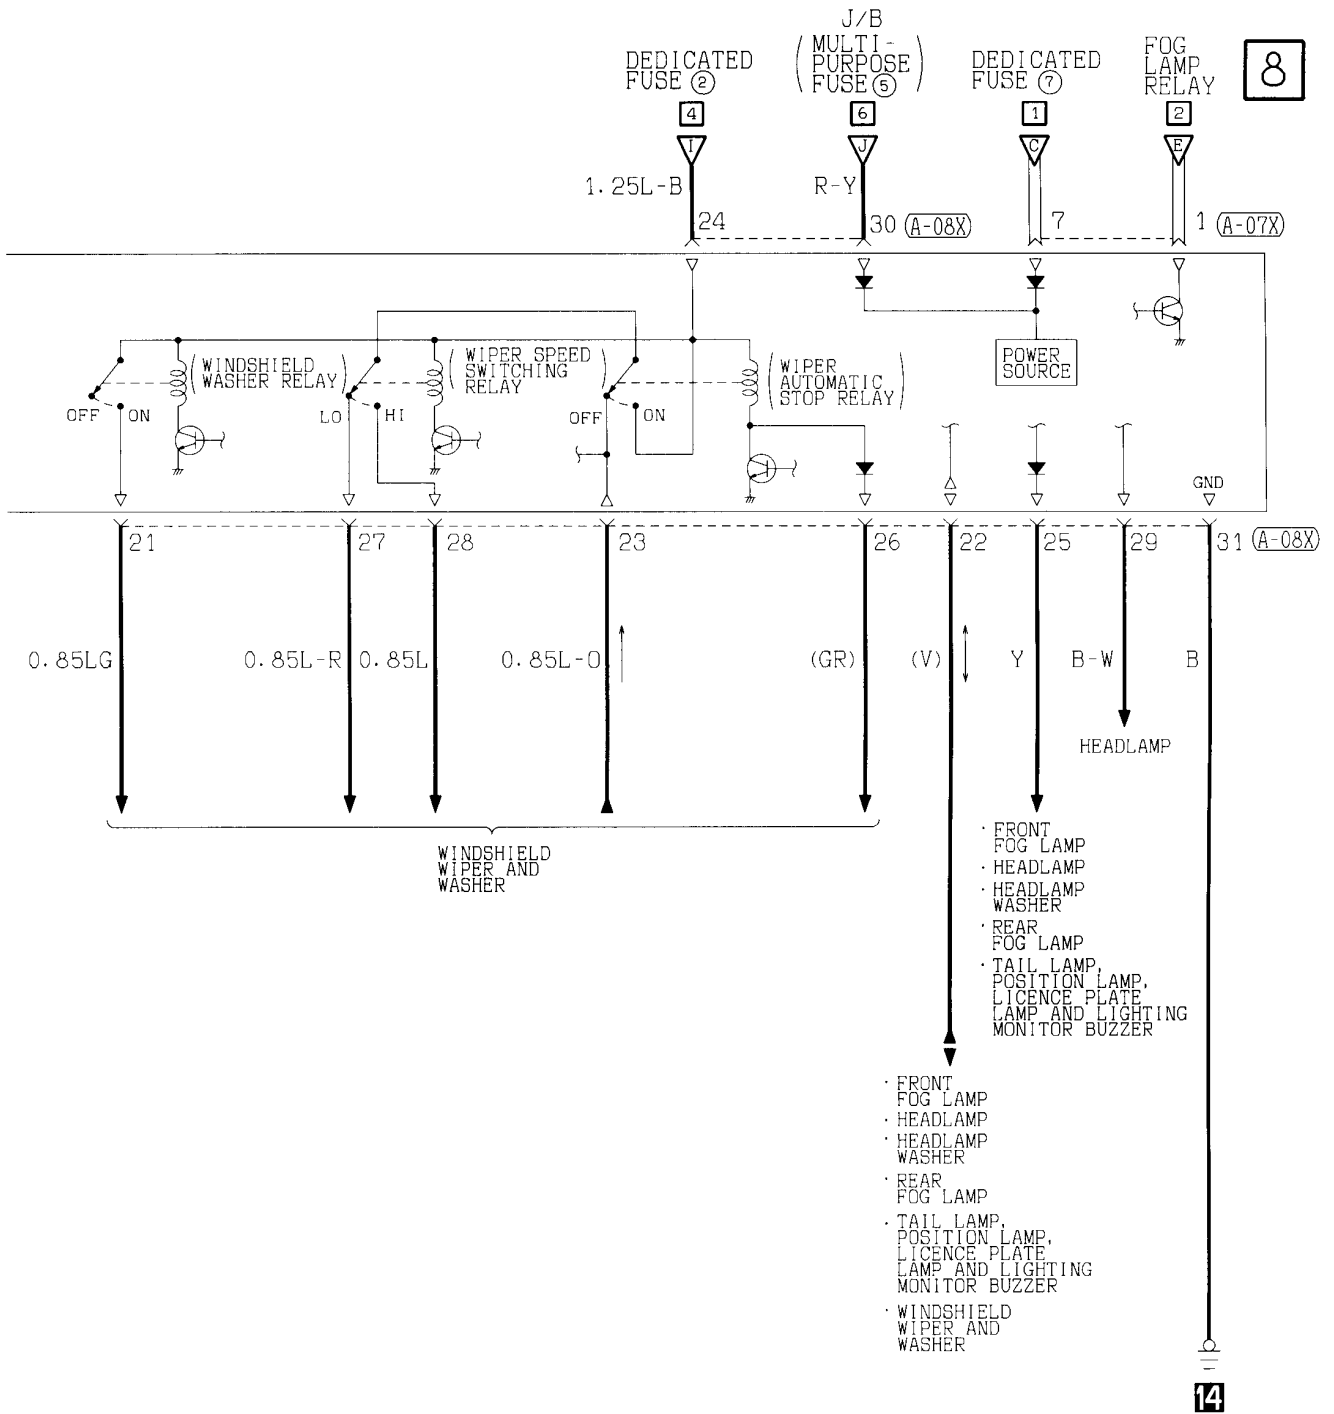 J/B
DEDICATED
FUSE ②
(MULTI-
PURPOSE
FUSE ⑤)
DEDICATED
FUSE ⑦
FOG
LAMP
RELAY
8
4
6
1
2
I
J
C
E
1.25L-B
R-Y
24
30
(A-08X)
7
1
(A-07X)
(WINDSHIELD
WASHER RELAY)
(WIPER SPEED
SWITCHING
RELAY)
(WIPER
AUTOMATIC
STOP RELAY)
POWER
SOURCE
OFF
ON
LO
HI
OFF
ON
GND
21
27
28
23
26
22
25
29
31
(A-08X)
0.85LG
0.85L-R
0.85L
0.85L-O
(GR)
(V)
Y
B-W
B
HEADLAMP
WINDSHIELD
WIPER AND
WASHER
· FRONT
FOG LAMP
· HEADLAMP
· HEADLAMP
WASHER
· REAR
FOG LAMP
· TAIL LAMP,
POSITION LAMP,
LICENCE PLATE
LAMP AND LIGHTING
MONITOR BUZZER
· FRONT
FOG LAMP
· HEADLAMP
· HEADLAMP
WASHER
· REAR
FOG LAMP
· TAIL LAMP,
POSITION LAMP,
LICENCE PLATE
LAMP AND LIGHTING
MONITOR BUZZER
· WINDSHIELD
WIPER AND
WASHER
14